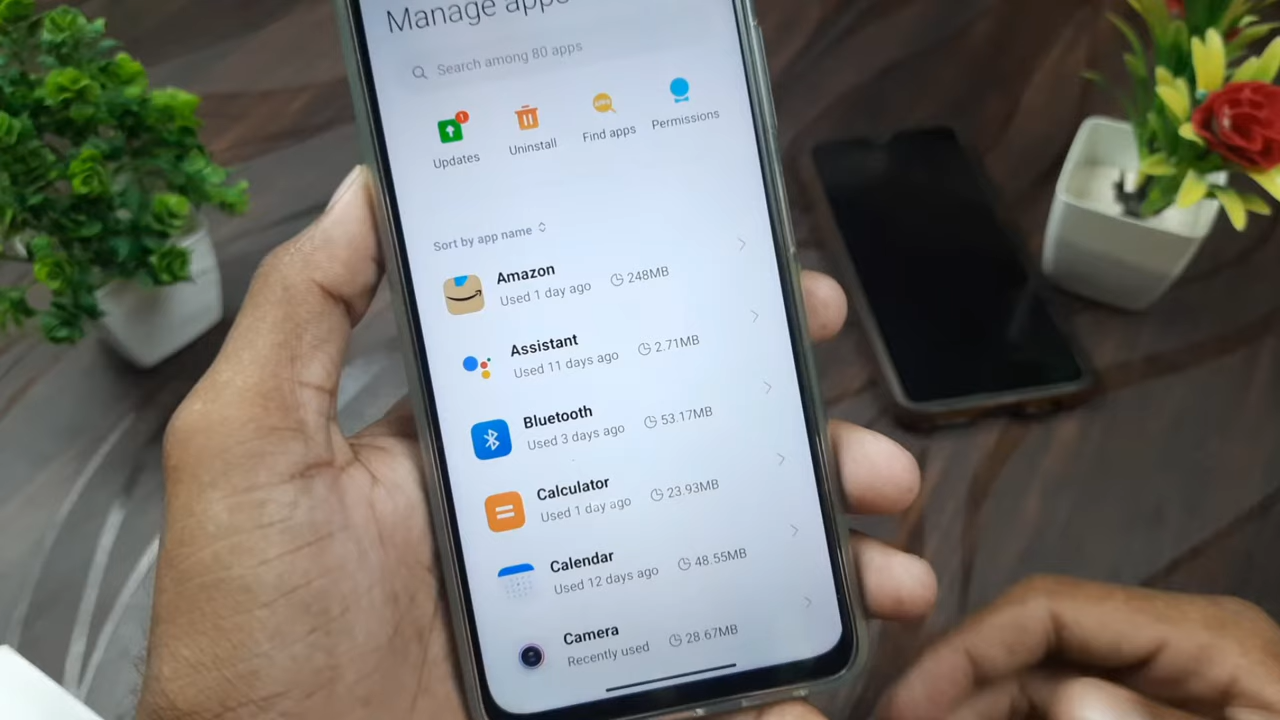 Manage apps
Search among 80 apps
1
Updates
Uninstall
Find apps
Permissions
Sort by app name
Amazon
Used 1 day ago 248MB
Assistant
Used 11 days ago 2.71MB
Bluetooth
Used 3 days ago 53.17MB
Calculator
Used 1 day ago 23.93MB
Calendar
Used 12 days ago 48.55MB
Camera
Recently used 28.67MB